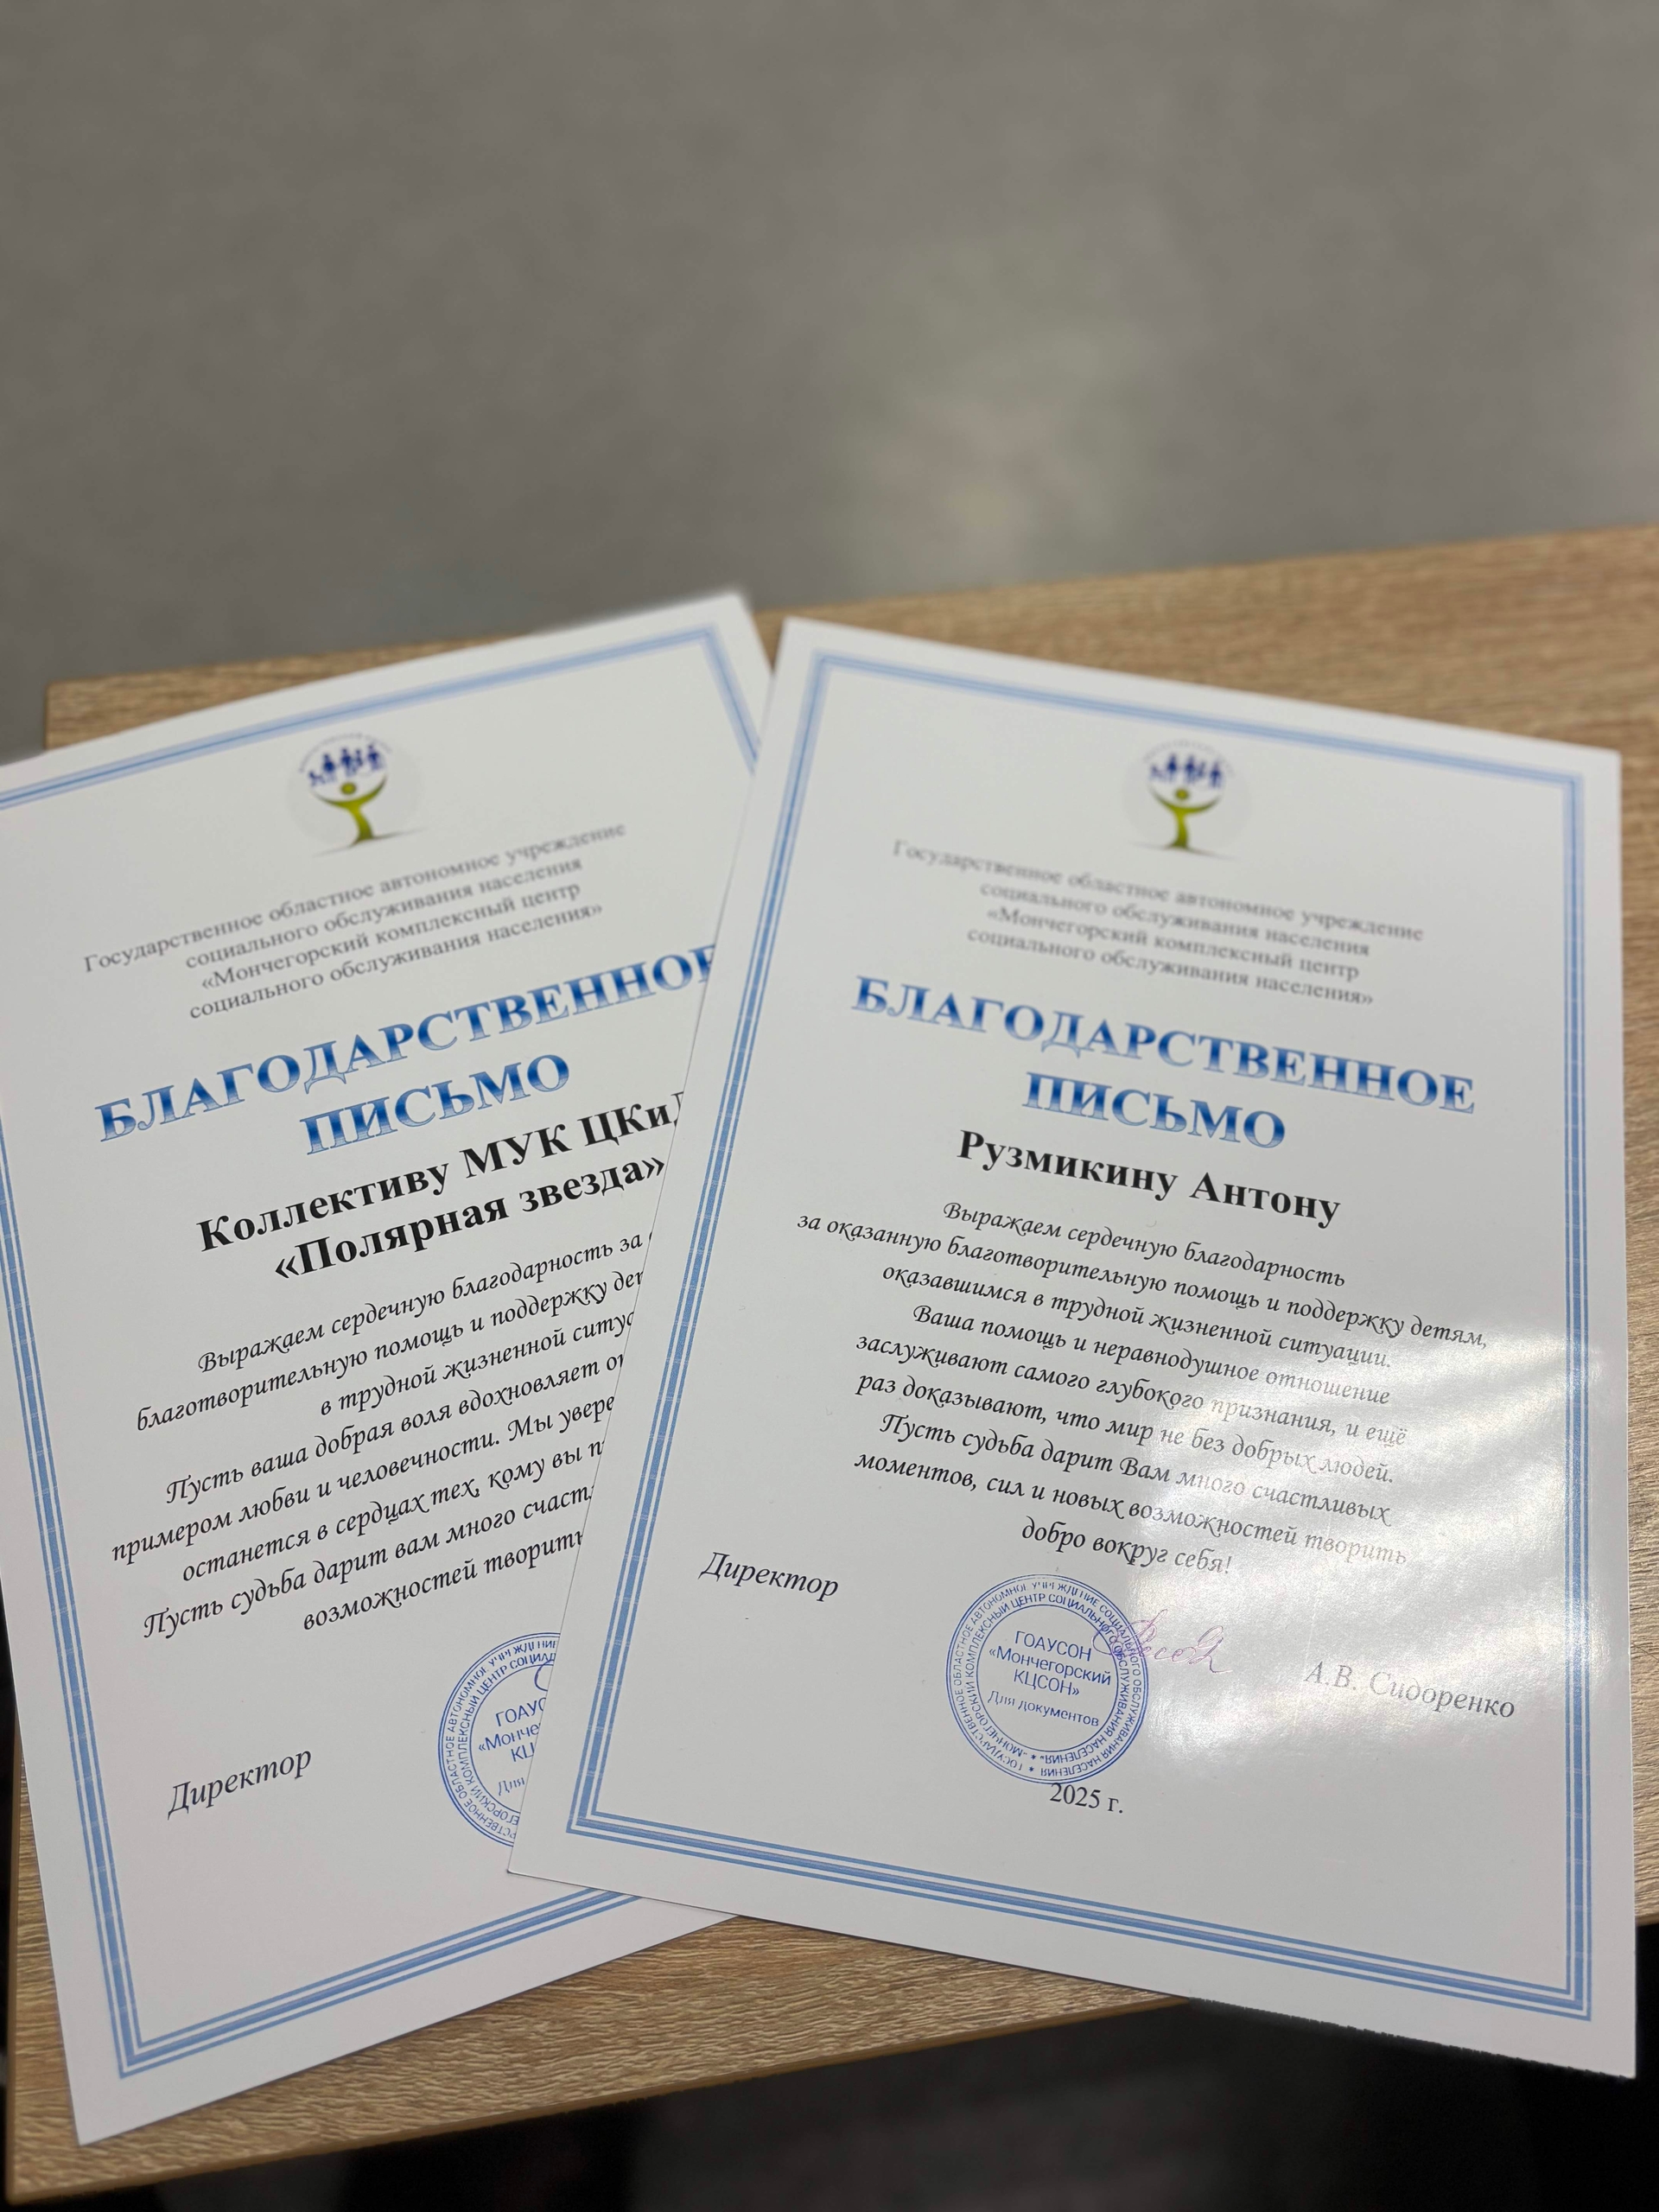 Государственное областное автономное учреждение
социального обслуживания населения
«Мончегорский комплексный центр
социального обслуживания населения»
БЛАГОДАРСТВЕННОЕ
ПИСЬМО
Коллективу МУК ЦКиД
«Полярная звезда»
Выражаем сердечную благодарность за
благотворительную помощь и поддержку
в трудной жизненной
Пусть ваша добрая воля вдохновляет
примером любви и человечности. Мы
останется в сердцах тех, кому вы
Пусть судьба дарит вам много
возможностей творить
Директор
Государственное областное автономное учреждение
социального обслуживания населения
«Мончегорский комплексный центр
социального обслуживания населения»
БЛАГОДАРСТВЕННОЕ
ПИСЬМО
Рузмикину Антону
Выражаем сердечную благодарность
за оказанную благотворительную помощь и поддержку детям,
оказавшимся в трудной жизненной ситуации.
Ваша помощь и неравнодушное отношение
заслуживают самого глубокого признания, и ещё
раз доказывают, что мир не без добрых людей.
Пусть судьба дарит Вам много счастливых
моментов, сил и новых возможностей творить
добро вокруг себя!
Директор
ГОАУСОН
«Мончегорский
КЦСОН»
Для документов
А.В. Сидоренко
2025 г.